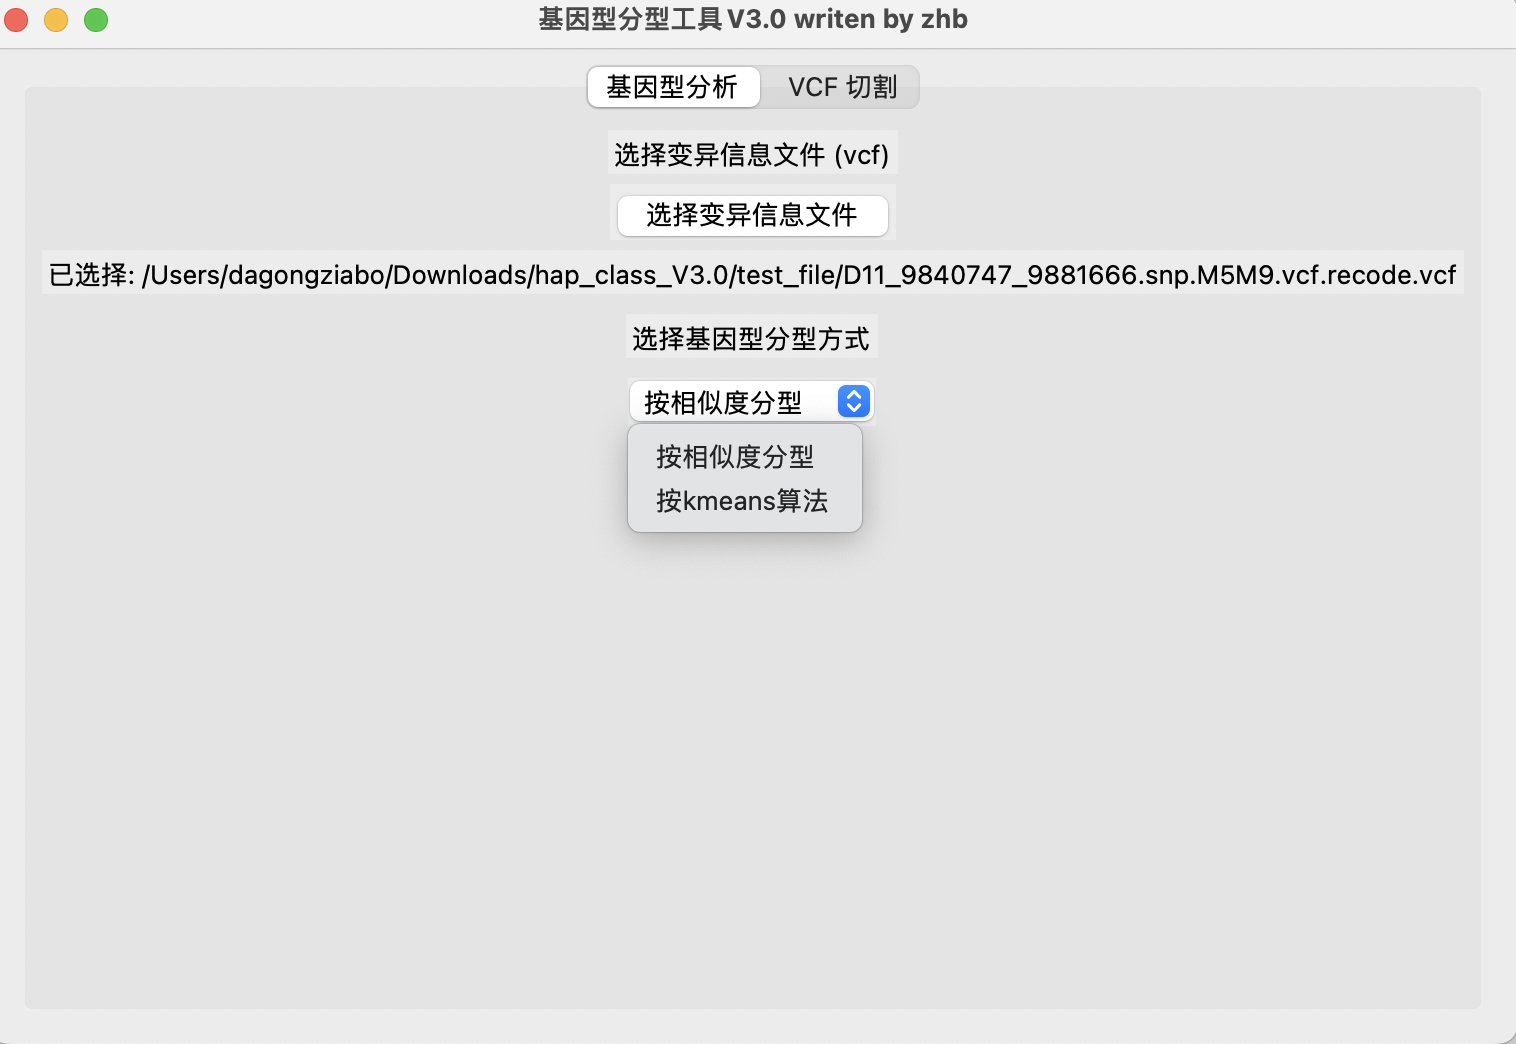 基因型分型工具V3.0 writen by zhb
基因型分析 VCF 切割
选择变异信息文件 (vcf)
选择变异信息文件
已选择: /Users/dagongziabo/Downloads/hap_class_V3.0/test_file/D11_9840747_9881666.snp.M5M9.vcf.recode.vcf
选择基因型分型方式
按相似度分型
按相似度分型
按kmeans算法